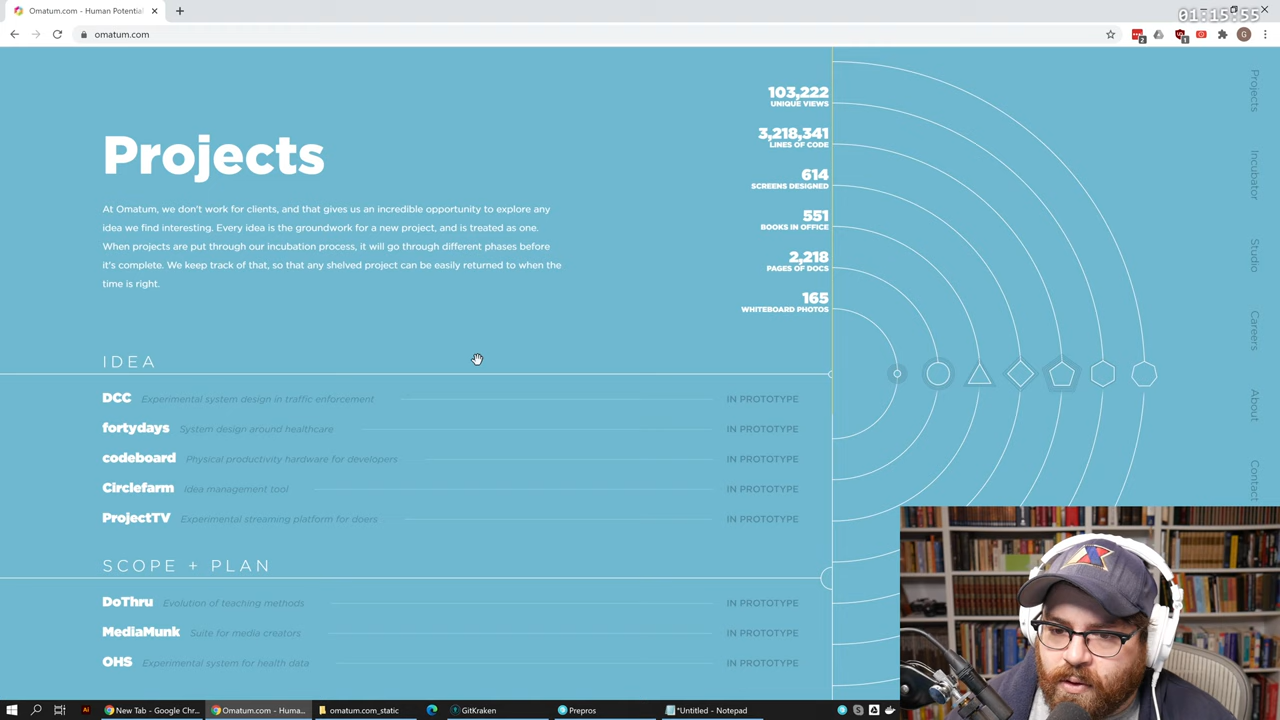 Omatum.com - Human Potential
01:15:55
omatum.com
Projects
At Omatum, we don't work for clients, and that gives us an incredible opportunity to explore any
idea we find interesting. Every idea is the groundwork for a new project, and is treated as one.
When projects are put through our incubation process, it will go through different phases before
it's complete. We keep track of that, so that any shelved project can be easily returned to when the
time is right.
103,222
UNIQUE VIEWS
3,218,341
LINES OF CODE
614
SCREENS DESIGNED
551
BOOKS IN OFFICE
2,218
PAGES OF DOCS
165
WHITEBOARD PHOTOS
Projects
Incubator
Studio
Careers
About
Contact
IDEA
DCC Experimental system design in traffic enforcement IN PROTOTYPE
fortydays System design around healthcare IN PROTOTYPE
codeboard Physical productivity hardware for developers IN PROTOTYPE
Circlefarm Idea management tool IN PROTOTYPE
ProjectTV Experimental streaming platform for doers IN PROTOTYPE
SCOPE + PLAN
DoThru Evolution of teaching methods IN PROTOTYPE
MediaMunk Suite for media creators IN PROTOTYPE
OHS Experimental system for health data IN PROTOTYPE
New Tab - Google Chr... Omatum.com - Huma... omatum.com_static GitKraken Prepros *Untitled - Notepad